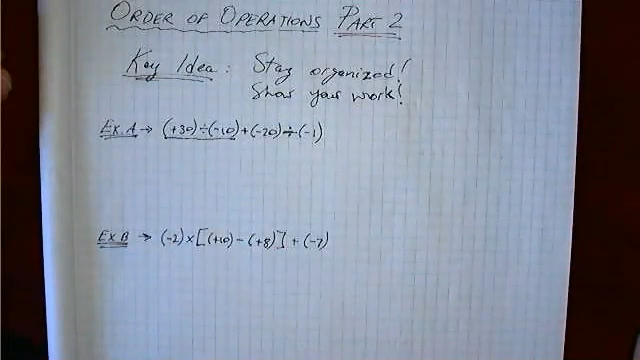 ORDER OF OPERATIONS PART 2
Key Idea: Stay organized!
Show your work!
Ex. A → (+30)÷(-10)+(-20)÷(-1)
Ex B → (-2)×[(+10)-(+8)]+(-7)